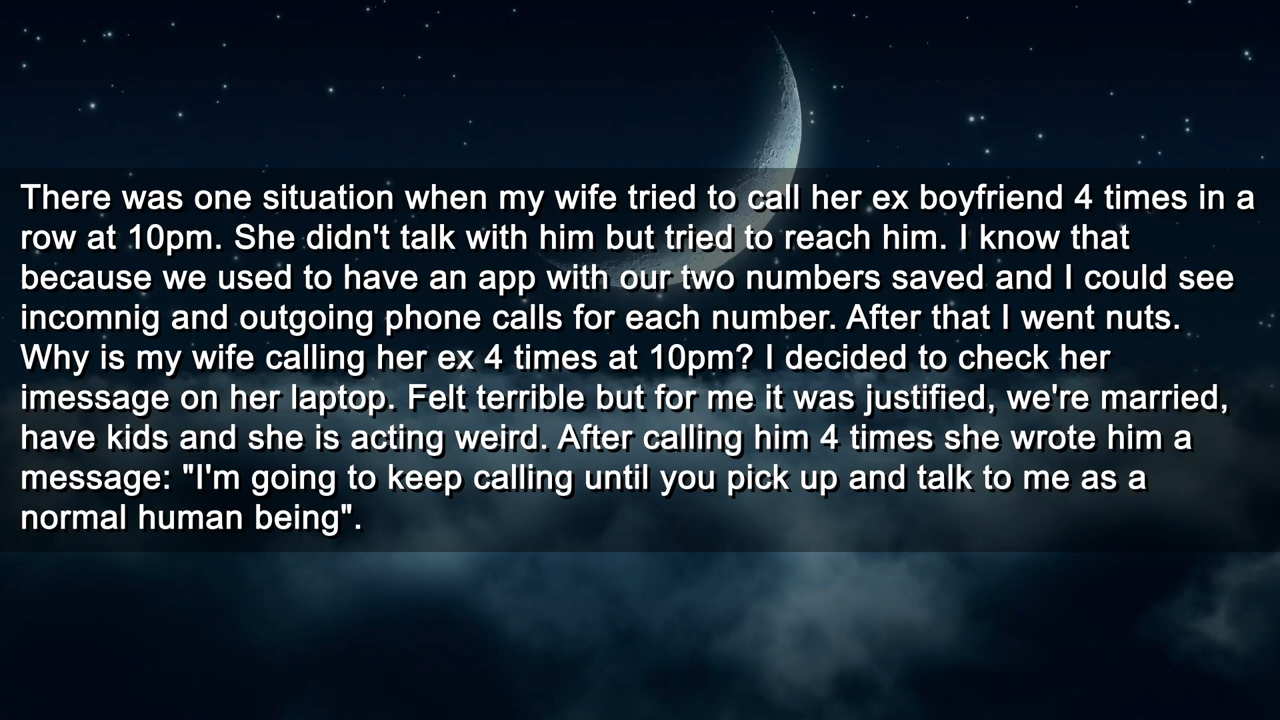 There was one situation when my wife tried to call her ex boyfriend 4 times in a
row at 10pm. She didn't talk with him but tried to reach him. I know that
because we used to have an app with our two numbers saved and I could see
incomnig and outgoing phone calls for each number. After that I went nuts.
Why is my wife calling her ex 4 times at 10pm? I decided to check her
imessage on her laptop. Felt terrible but for me it was justified, we're married,
have kids and she is acting weird. After calling him 4 times she wrote him a
message: "I'm going to keep calling until you pick up and talk to me as a
normal human being".